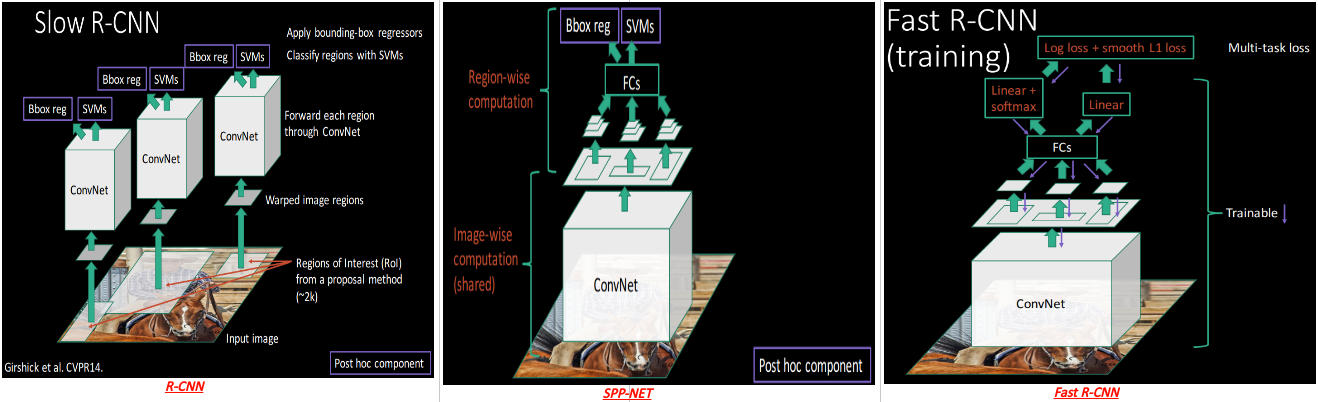 Slow R-CNN
Apply bounding-box regressors
Bbox reg
SVMs
Classify regions with SVMs
Bbox reg
SVMs
Bbox reg
SVMs
Forward each region
through ConvNet
ConvNet
ConvNet
ConvNet
Warped image regions
Regions of Interest (RoI)
from a proposal method
(~2k)
Input image
Girshick et al. CVPR14.
Post hoc component
R-CNN
Bbox reg
SVMs
Region-wise
computation
FCs
Image-wise
computation
(shared)
ConvNet
Post hoc component
SPP-NET
Fast R-CNN
(training)
Log loss + smooth L1 loss
Multi-task loss
Linear +
softmax
Linear
FCs
Trainable
ConvNet
Fast R-CNN